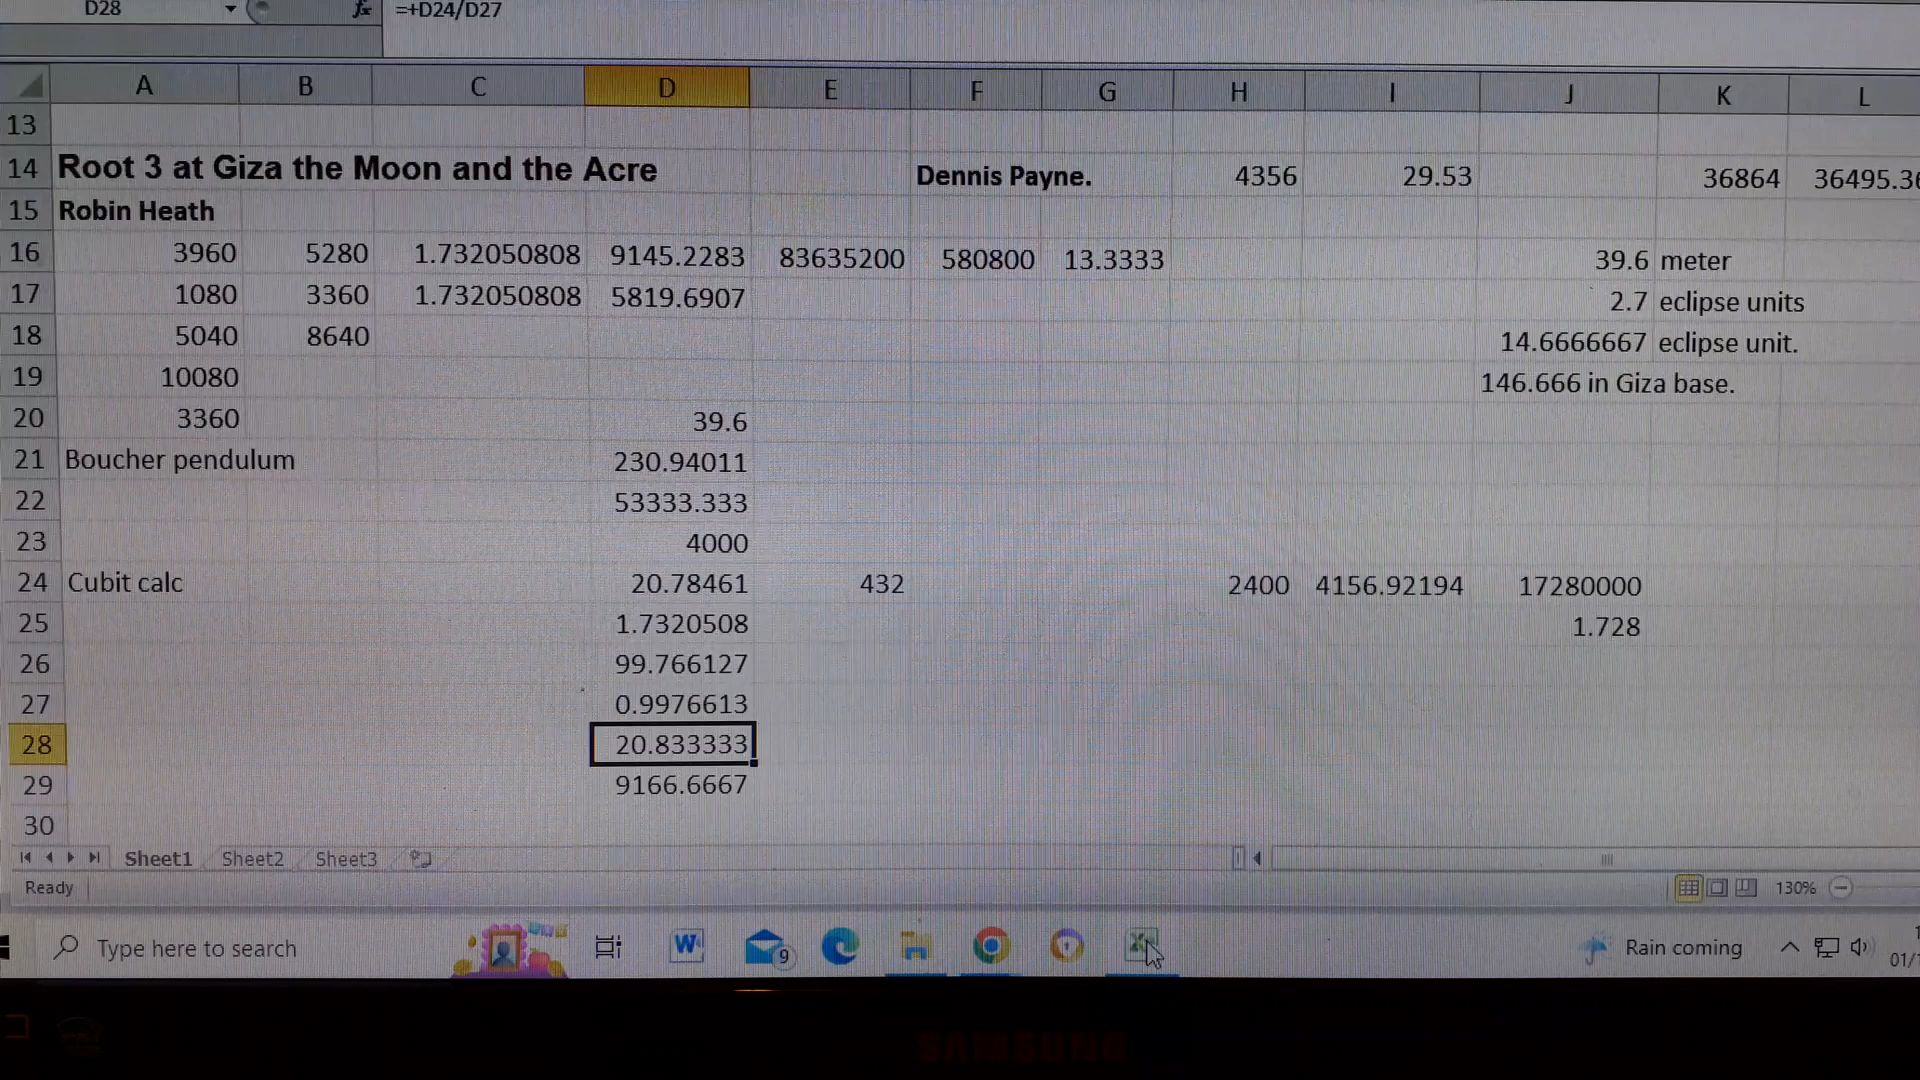 D28 fx =+D24/D27
A B C D E F G H I J K L
13
14 Root 3 at Giza the Moon and the Acre Dennis Payne. 4356 29.53 36864 36495.36
15 Robin Heath
16 3960 5280 1.732050808 9145.2283 83635200 580800 13.3333 39.6 meter
17 1080 3360 1.732050808 5819.6907 2.7 eclipse units
18 5040 8640 14.6666667 eclipse unit.
19 10080 146.666 in Giza base.
20 3360 39.6
21 Boucher pendulum 230.94011
22 53333.333
23 4000
24 Cubit calc 20.78461 432 2400 4156.92194 17280000
25 1.7320508 1.728
26 99.766127
27 0.9976613
28 20.833333
29 9166.6667
30
Sheet1 Sheet2 Sheet3
Ready 130%
Type here to search W 9 Rain coming 01/
SAMSUNG